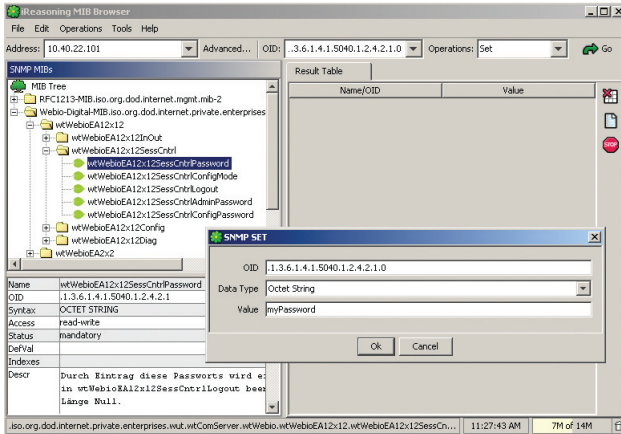 iReasoning MIB Browser
File Edit Operations Tools Help
Address: 10.40.22.101 Advanced... OID: ..3.6.1.4.1.5040.1.2.4.2.1.0 Operations: Set Go
SNMP MIBs
MIB Tree
RFC1213-MIB.iso.org.dod.internet.mgmt.mib-2
Webio-Digital-MIB.iso.org.dod.internet.private.enterprises
wtWebioEA12x12
wtWebioEA12x12InOut
wtWebioEA12x12SessCntrl
wtWebioEA12x12SessCntrlPassword
wtWebioEA12x12SessCntrlConfigMode
wtWebioEA12x12SessCntrlLogout
wtWebioEA12x12SessCntrlAdminPassword
wtWebioEA12x12SessCntrlConfigPassword
wtWebioEA12x12Config
wtWebioEA12x12Diag
wtWebioEA2x2
Result Table
Name/OID Value
STOP
SNMP SET
OID .1.3.6.1.4.1.5040.1.2.4.2.1.0
Data Type Octet String
Value myPassword
Ok Cancel
Name wtWebioEA12x12SessCntrlPassword
OID .1.3.6.1.4.1.5040.1.2.4.2.1
Syntax OCTET STRING
Access read-write
Status mandatory
DefVal
Indexes
Descr Durch Eintrag diese Passworts wird
in wtWebioEA12x12SessCntrlLogout
Länge Null.
.iso.org.dod.internet.private.enterprises.wut.wtComServer.wtWebio.wtWebioEA12x12.wtWebioEA12x12SessCn... 11:27:43 AM 7M of 14M